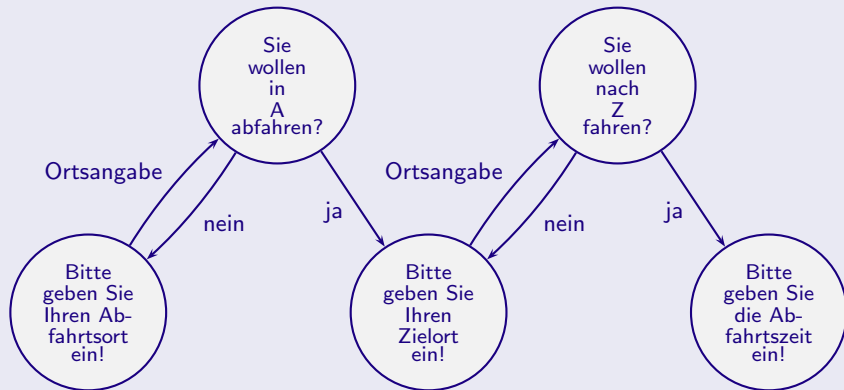 Sie
wollen
in
A
abfahren?
Sie
wollen
nach
Z
fahren?
Ortsangabe
nein
ja
Ortsangabe
nein
ja
Bitte
geben Sie
Ihren Ab-
fahrtsort
ein!
Bitte
geben Sie
Ihren
Zielort
ein!
Bitte
geben Sie
die Ab-
fahrtszeit
ein!